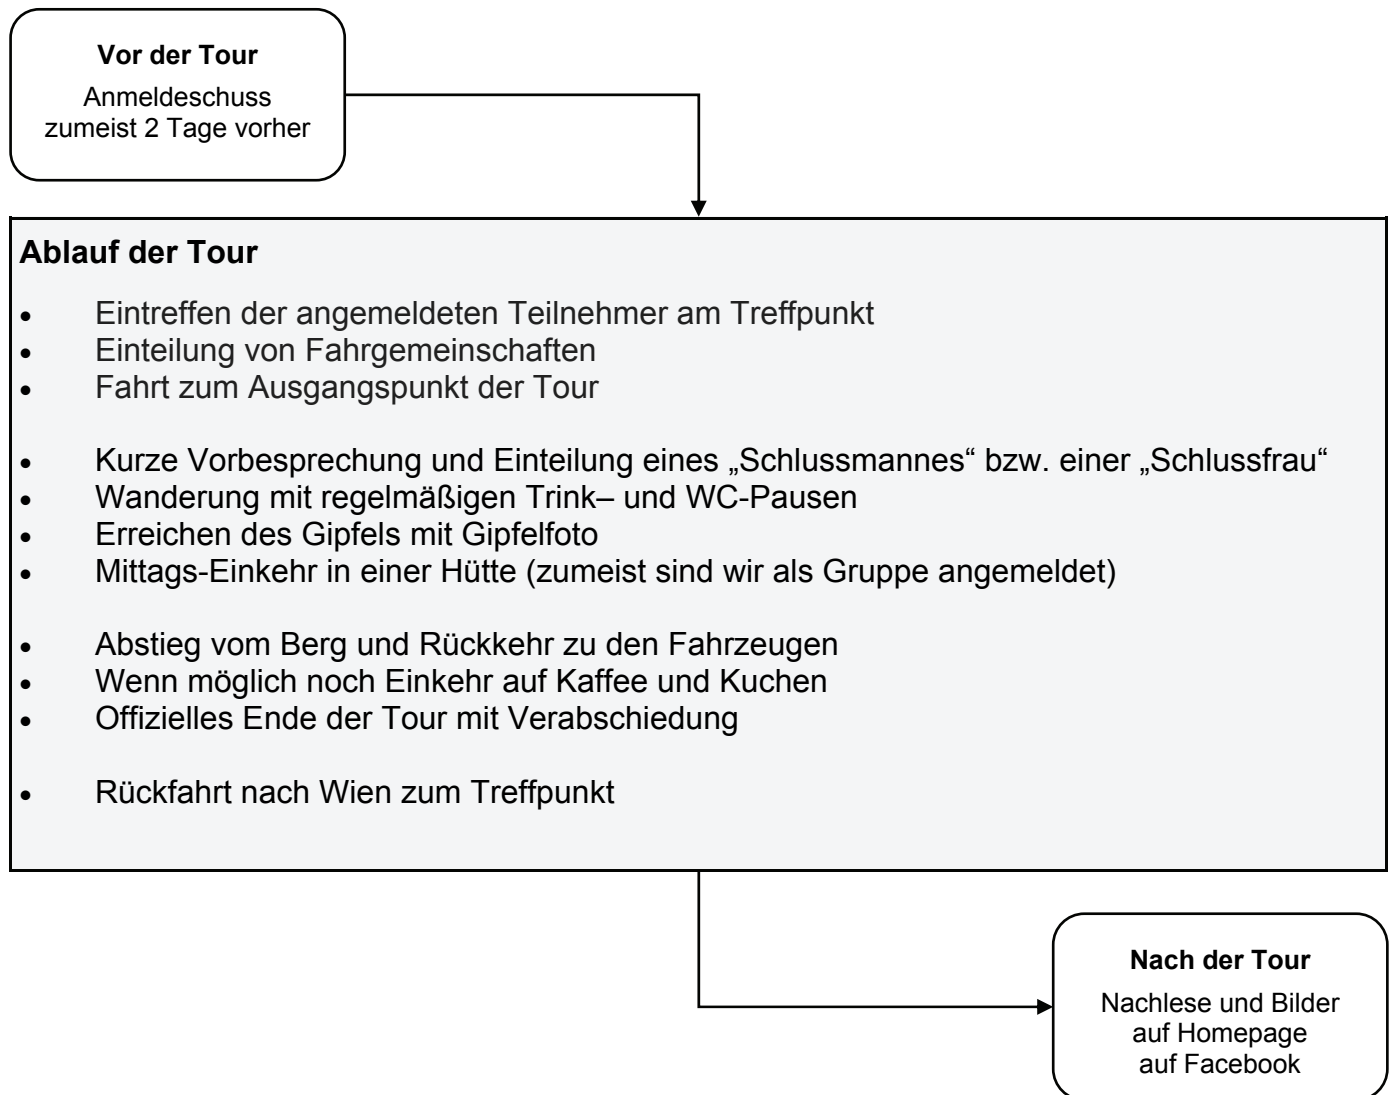 Vor der Tour
Anmeldeschuss
zumeist 2 Tage vorher
Ablauf der Tour
• Eintreffen der angemeldeten Teilnehmer am Treffpunkt
• Einteilung von Fahrgemeinschaften
• Fahrt zum Ausgangspunkt der Tour
• Kurze Vorbesprechung und Einteilung eines „Schlussmannes“ bzw. einer „Schlussfrau“
• Wanderung mit regelmäßigen Trink– und WC-Pausen
• Erreichen des Gipfels mit Gipfelfoto
• Mittags-Einkehr in einer Hütte (zumeist sind wir als Gruppe angemeldet)
• Abstieg vom Berg und Rückkehr zu den Fahrzeugen
• Wenn möglich noch Einkehr auf Kaffee und Kuchen
• Offizielles Ende der Tour mit Verabschiedung
• Rückfahrt nach Wien zum Treffpunkt
Nach der Tour
Nachlese und Bilder
auf Homepage
auf Facebook